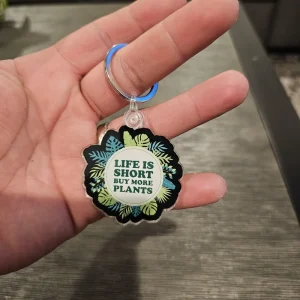 LIFE IS
SHORT
BUY MORE
PLANTS